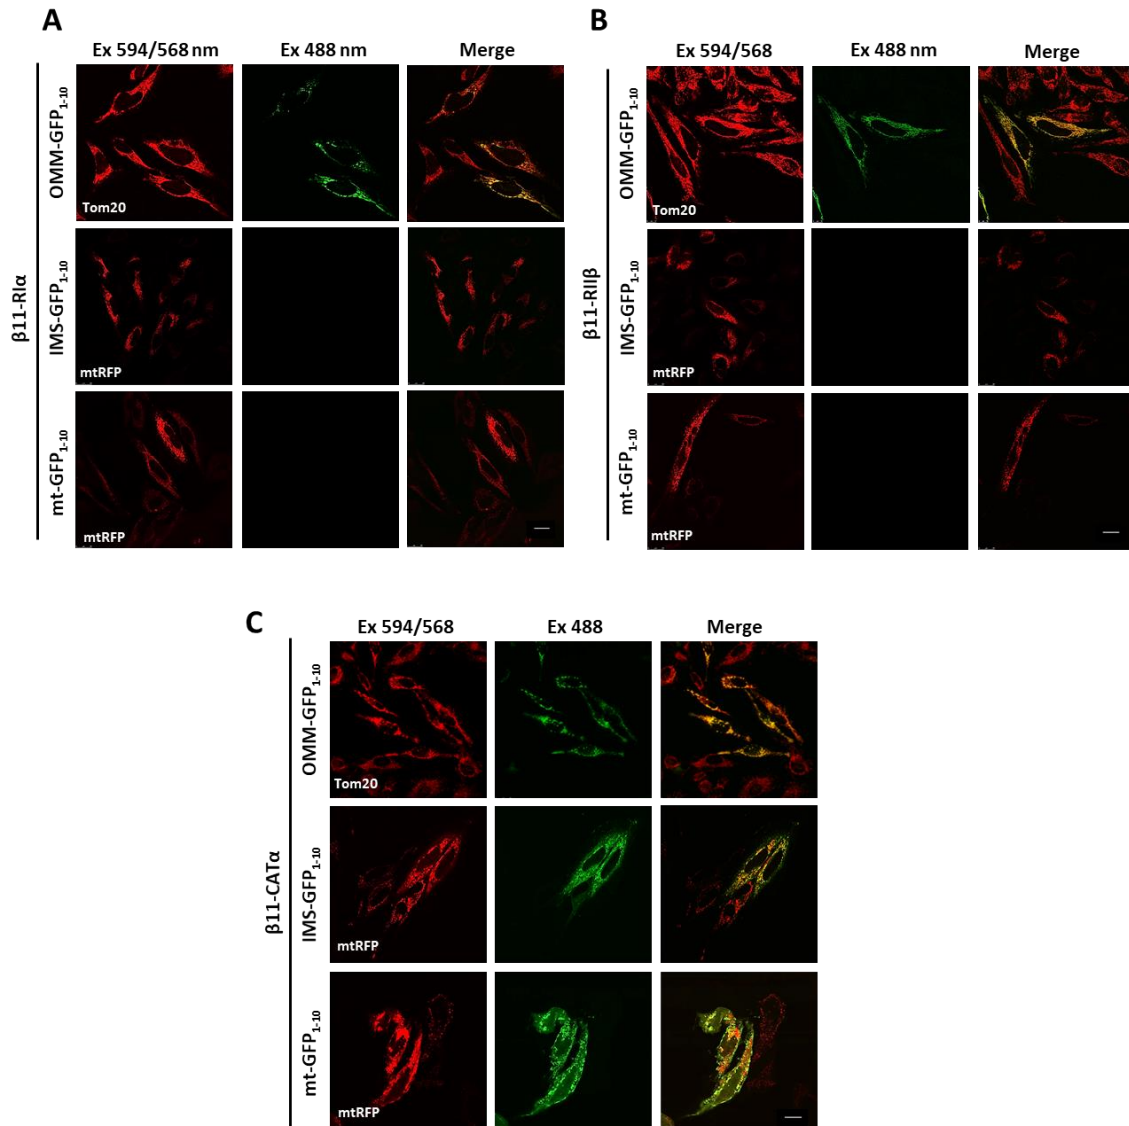 A
Ex 594/568 nm
Ex 488 nm
Merge
β11-RIα
OMM-GFP1-10
Tom20
IMS-GFP1-10
mtRFP
mt-GFP1-10
mtRFP
B
Ex 594/568
Ex 488 nm
Merge
β11-RIIβ
OMM-GFP1-10
Tom20
IMS-GFP1-10
mtRFP
mt-GFP1-10
mtRFP
C
Ex 594/568
Ex 488
Merge
β11-CATα
OMM-GFP1-10
Tom20
IMS-GFP1-10
mtRFP
mt-GFP1-10
mtRFP